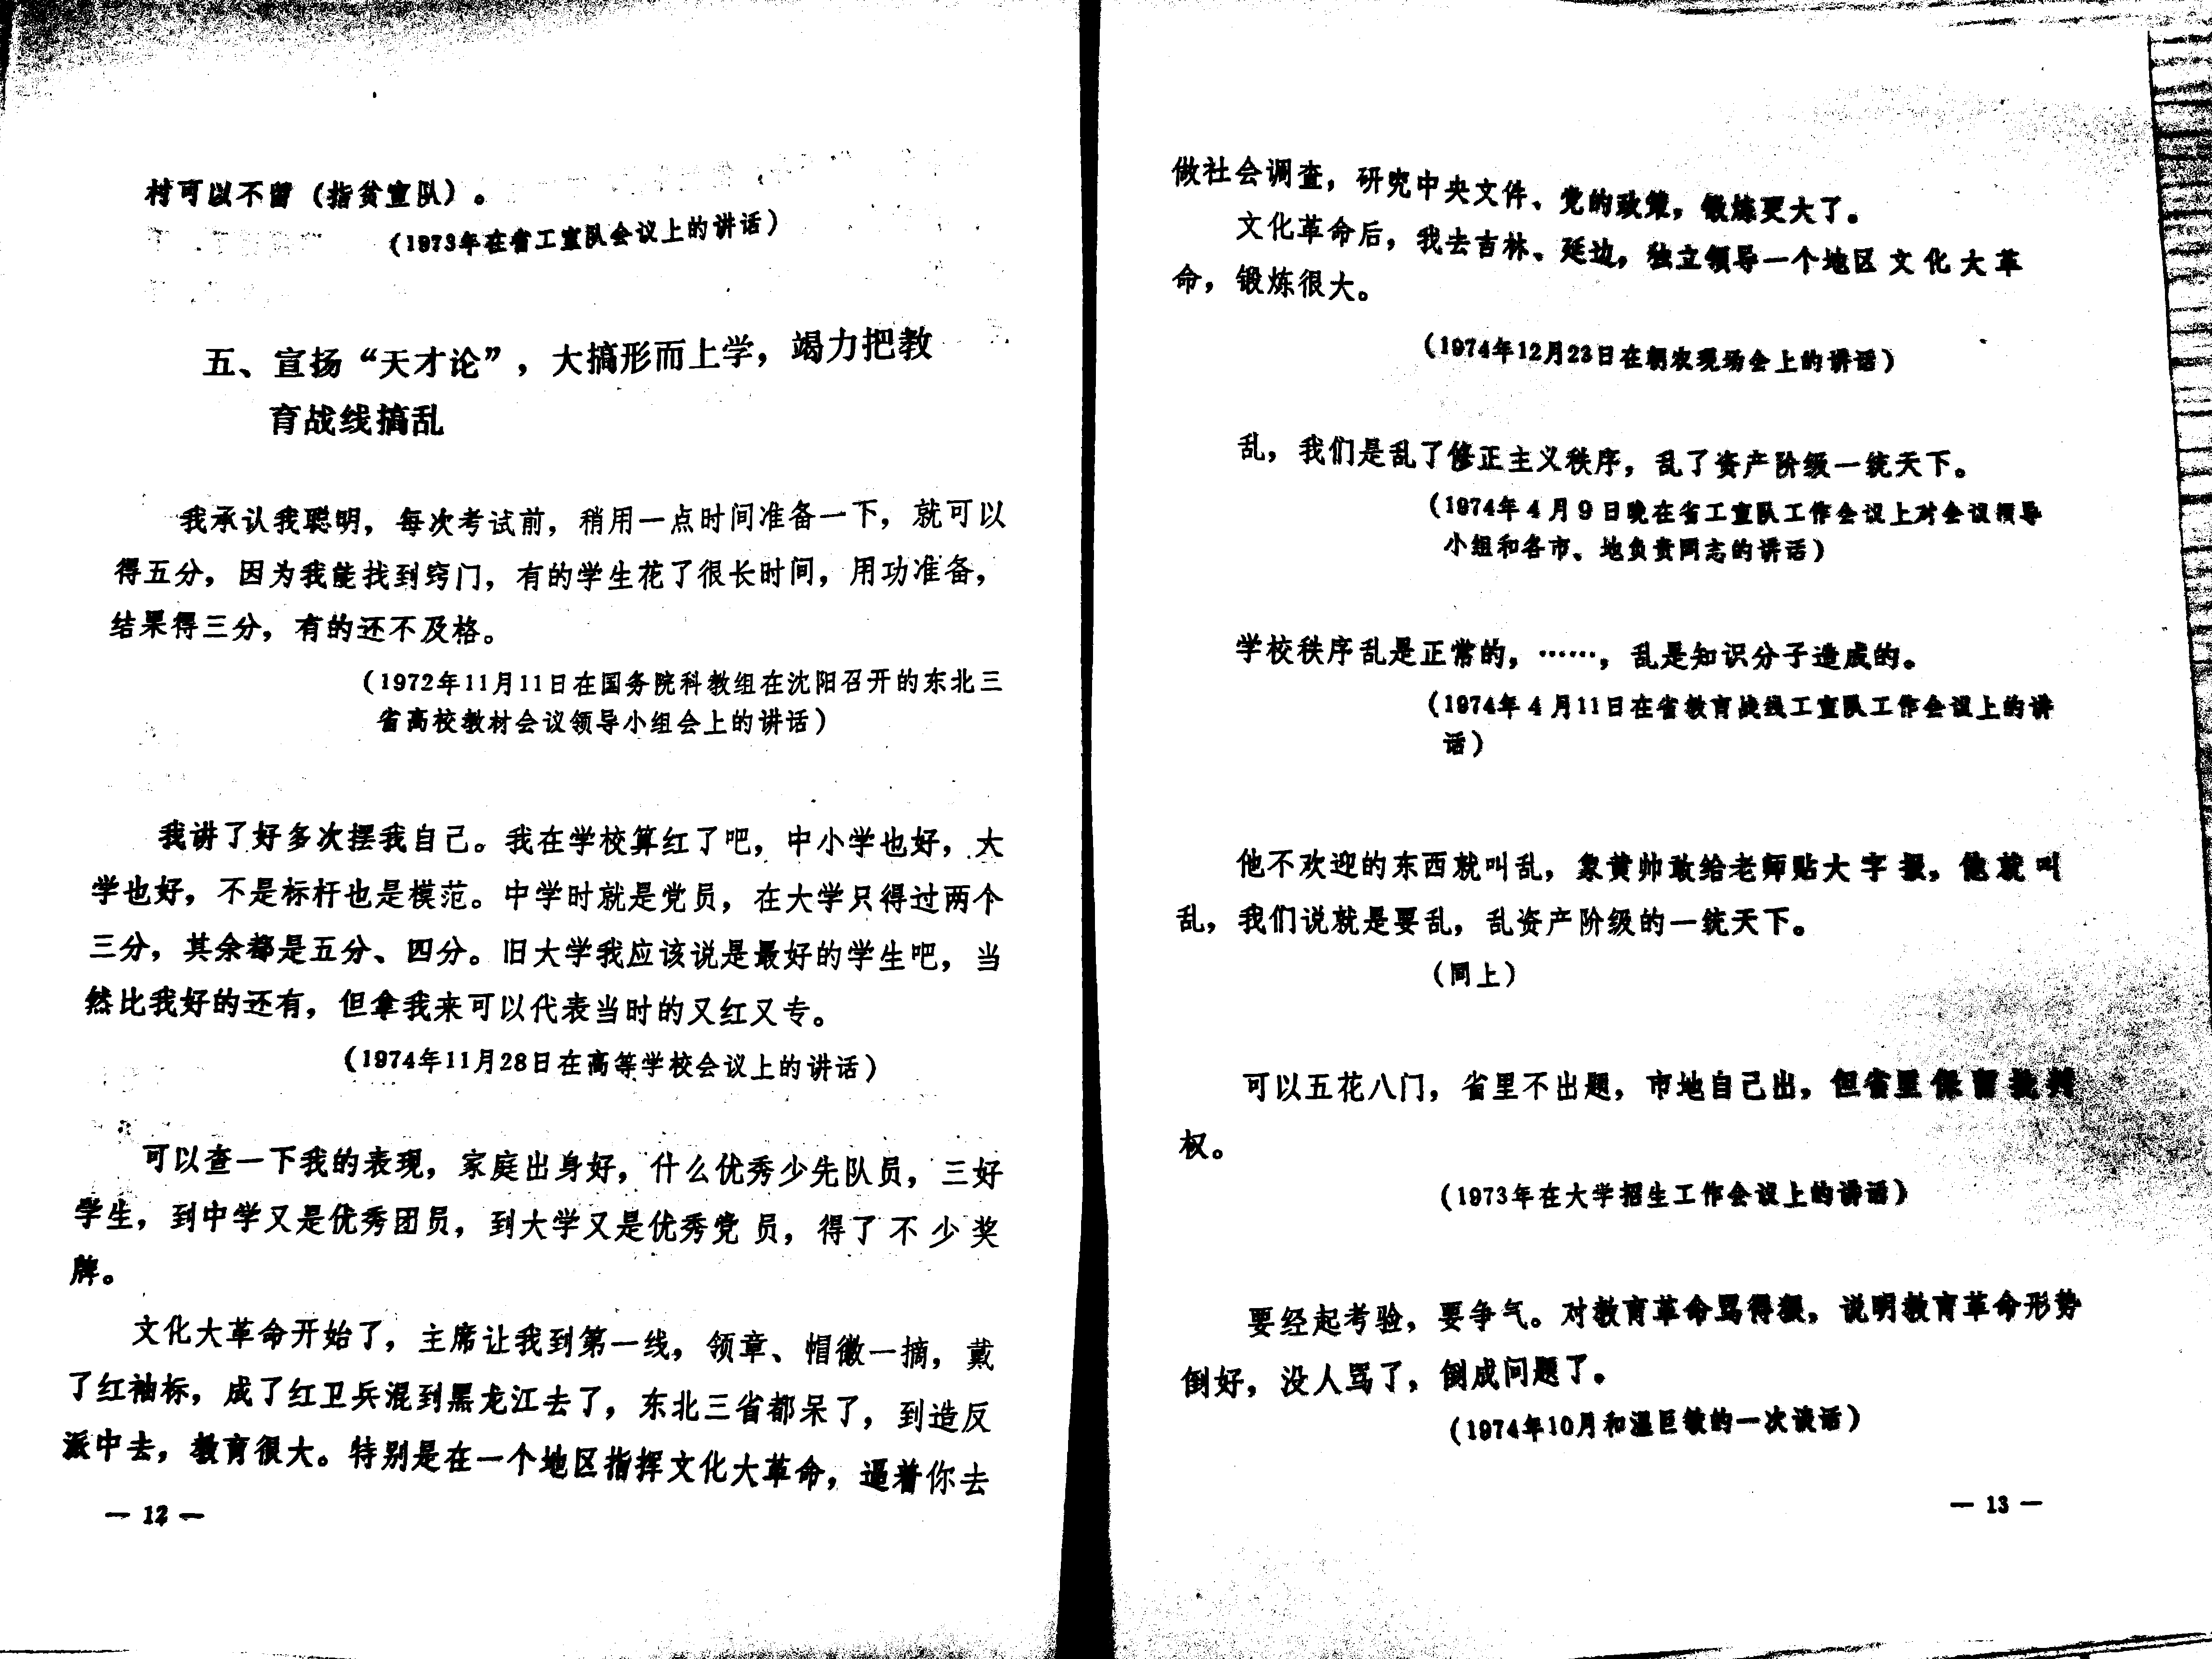 村可以不留（指贫宣队）。
（1973年在省工宣队会议上的讲话）
五、宣扬“天才论”，大搞形而上学，竭力把教
育战线搞乱
我承认我聪明，每次考试前，稍用一点时间准备一下，就可以
得五分，因为我能找到窍门，有的学生花了很长时间，用功准备，
结果得三分，有的还不及格。
（1972年11月11日在国务院科教组在沈阳召开的东北三
省高校教材会议领导小组会上的讲话）
我讲了好多次摆我自己。我在学校算红了吧，中小学也好，大
学也好，不是标杆也是模范。中学时就是党员，在大学只得过两个
三分，其余都是五分、四分。旧大学我应该说是最好的学生吧，当
然比我好的还有，但拿我来可以代表当时的又红又专。
（1974年11月28日在高等学校会议上的讲话）
可以查一下我的表现，家庭出身好，什么优秀少先队员，三好
学生，到中学又是优秀团员，到大学又是优秀党员，得了不少奖
牌。
文化大革命开始了，主席让我到第一线，领章、帽徽一摘，戴
了红袖标，成了红卫兵混到黑龙江去了，东北三省都呆了，到造反
派中去，教育很大。特别是在一个地区指挥文化大革命，逼着你去
— 12 —
做社会调查，研究中央文件、党的政策，锻炼更大了。
文化革命后，我去吉林、延边，独立领导一个地区文化大革
命，锻炼很大。
（1974年12月23日在朝农现场会上的讲话）
乱，我们是乱了修正主义秩序，乱了资产阶级一统天下。
（1974年4月9日晚在省工宣队工作会议上对会议领导
小组和各市、地负责同志的讲话）
学校秩序乱是正常的，……，乱是知识分子造成的。
（1974年4月11日在省教育战线工宣队工作会议上的讲
话）
他不欢迎的东西就叫乱，象黄帅敢给老师贴大字报，他就叫
乱，我们说就是要乱，乱资产阶级的一统天下。
（同上）
可以五花八门，省里不出题，市地自己出，但省里保留批判
权。
（1973年在大学招生工作会议上的讲话）
要经起考验，要争气。对教育革命骂得狠，说明教育革命形势
倒好，没人骂了，倒成问题了。
（1974年10月和温巨敏的一次谈话）
— 13 —